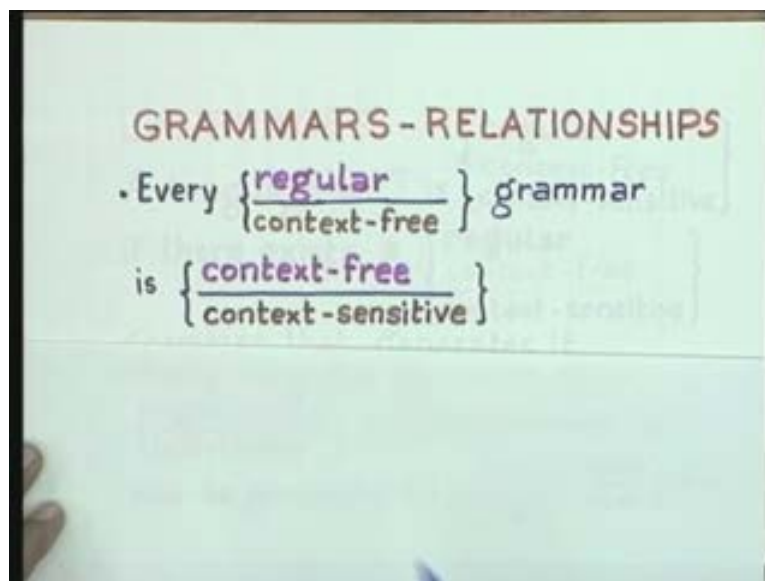 GRAMMARS - RELATIONSHIPS
• Every { regular } grammar
context-free
is { context-free }
context-sensitive